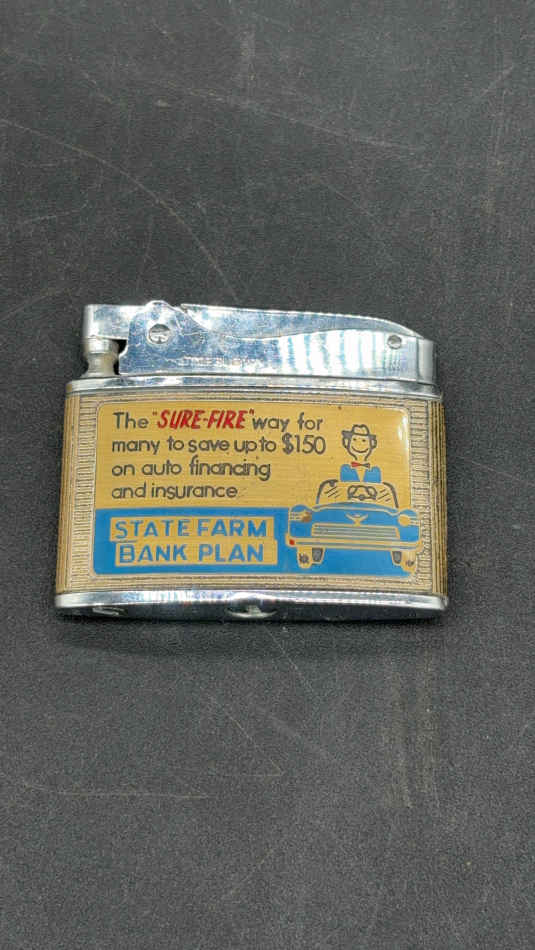 The "SURE-FIRE" way for
many to save up to $150
on auto financing
and insurance.
STATE FARM
BANK PLAN